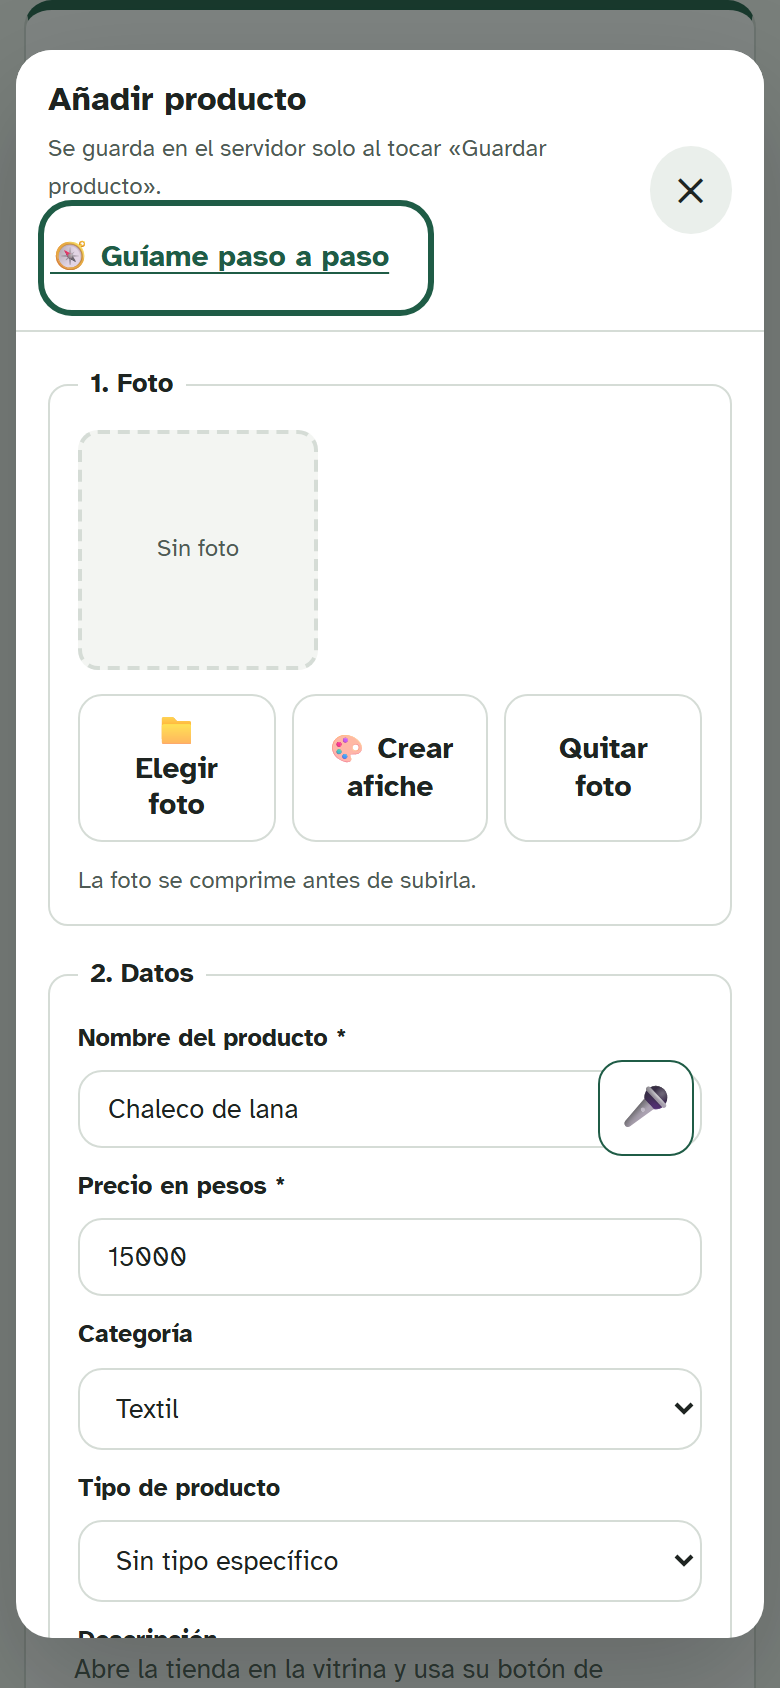 Añadir producto
Se guarda en el servidor solo al tocar «Guardar
producto».
Guíame paso a paso
1. Foto
Sin foto
Elegir
foto
Crear
afiche
Quitar
foto
La foto se comprime antes de subirla.
2. Datos
Nombre del producto *
Chaleco de lana
Precio en pesos *
15000
Categoría
Textil
Tipo de producto
Sin tipo específico
Descripción
Abre la tienda en la vitrina y usa su botón de